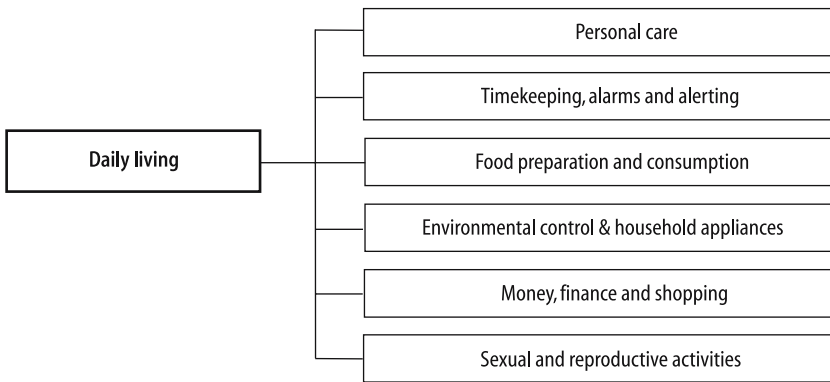 Personal care
Timekeeping, alarms and alerting
Daily living
Food preparation and consumption
Environmental control & household appliances
Money, finance and shopping
Sexual and reproductive activities